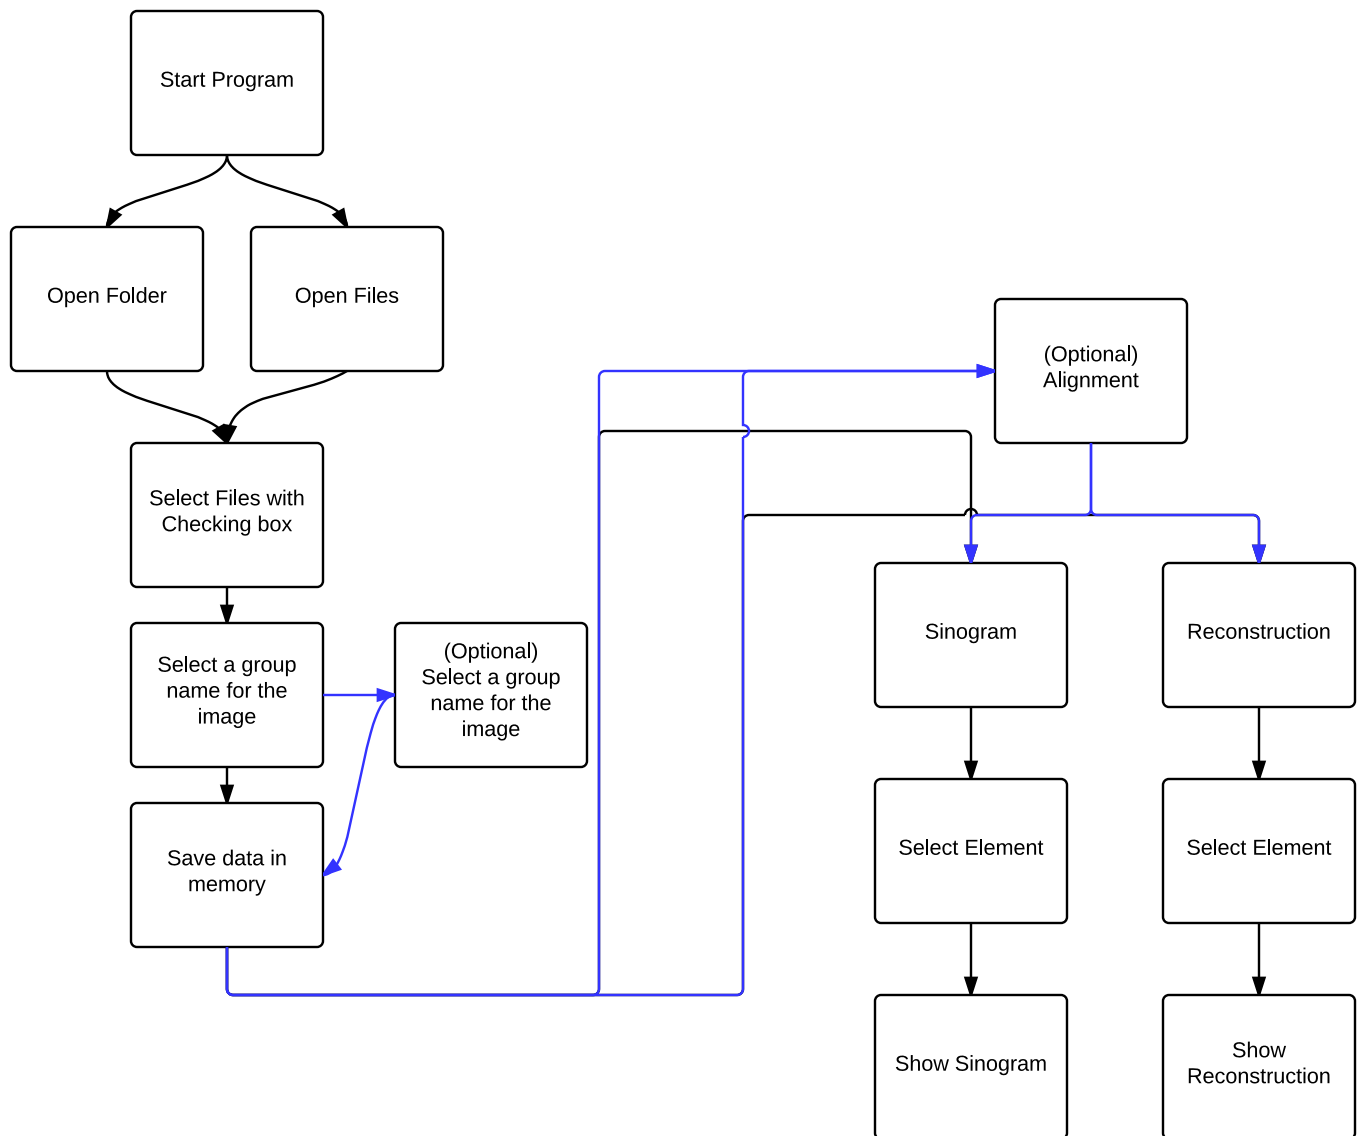 Start Program
Open Folder
Open Files
(Optional)
Alignment
Select Files with
Checking box
Select a group
name for the
image
(Optional)
Select a group
name for the
image
Sinogram
Reconstruction
Save data in
memory
Select Element
Select Element
Show Sinogram
Show
Reconstruction